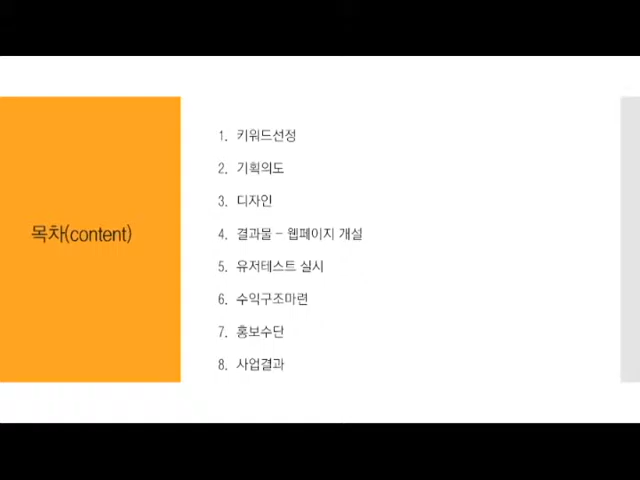 목차(content)
1. 키워드선정
2. 기획의도
3. 디자인
4. 결과물 - 웹페이지 개설
5. 유저테스트 실시
6. 수익구조마련
7. 홍보수단
8. 사업결과